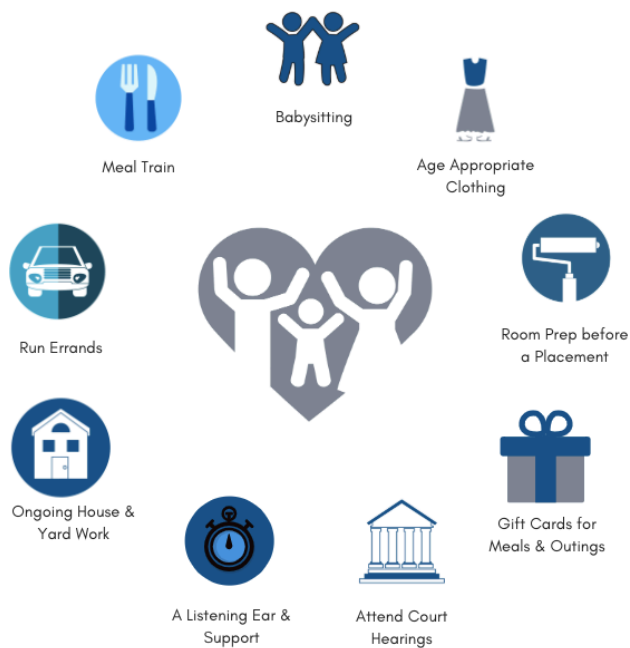 Babysitting
Meal Train
Age Appropriate
Clothing
Run Errands
Room Prep before
a Placement
Ongoing House &
Yard Work
Gift Cards for
Meals & Outings
A Listening Ear &
Support
Attend Court
Hearings